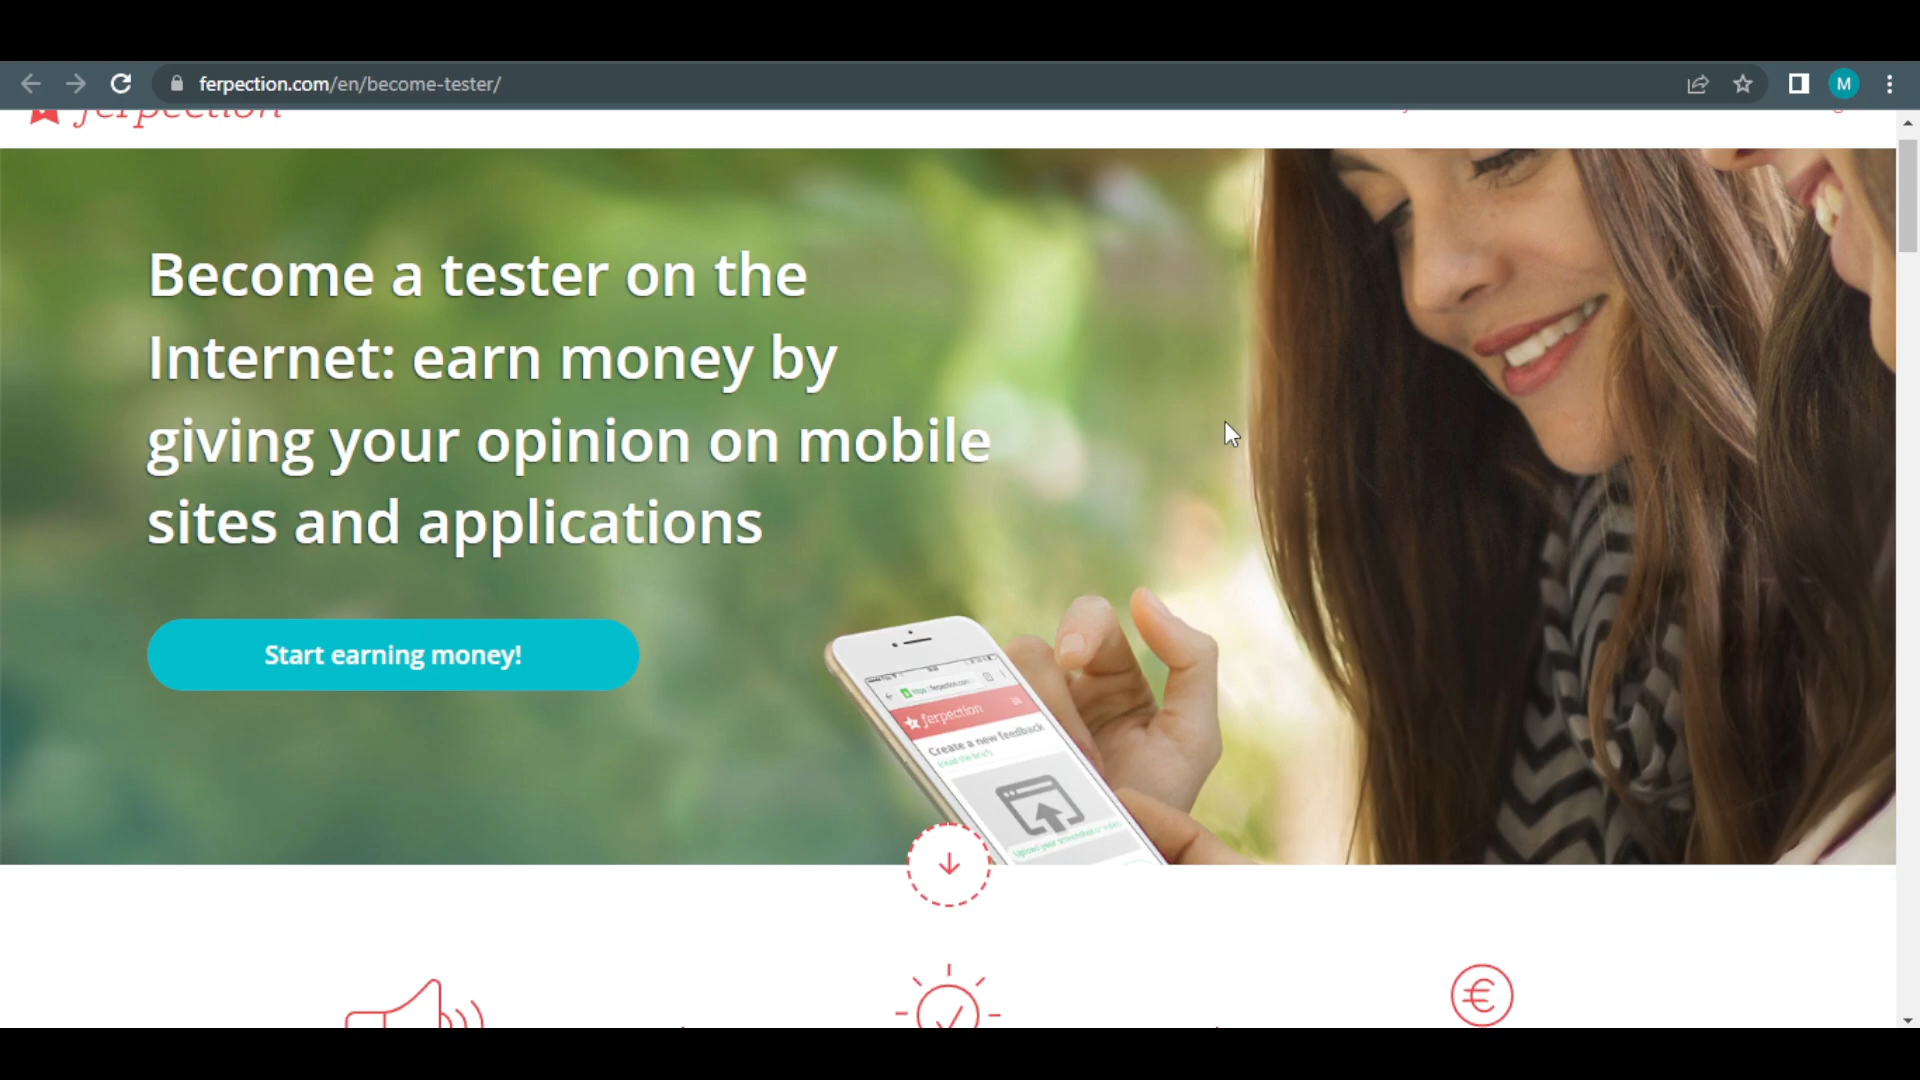 ferpection.com/en/become-tester/
M
ferpection
Become a tester on the
Internet: earn money by
giving your opinion on mobile
sites and applications
Start earning money!
ferpection
Create a new feedback
€